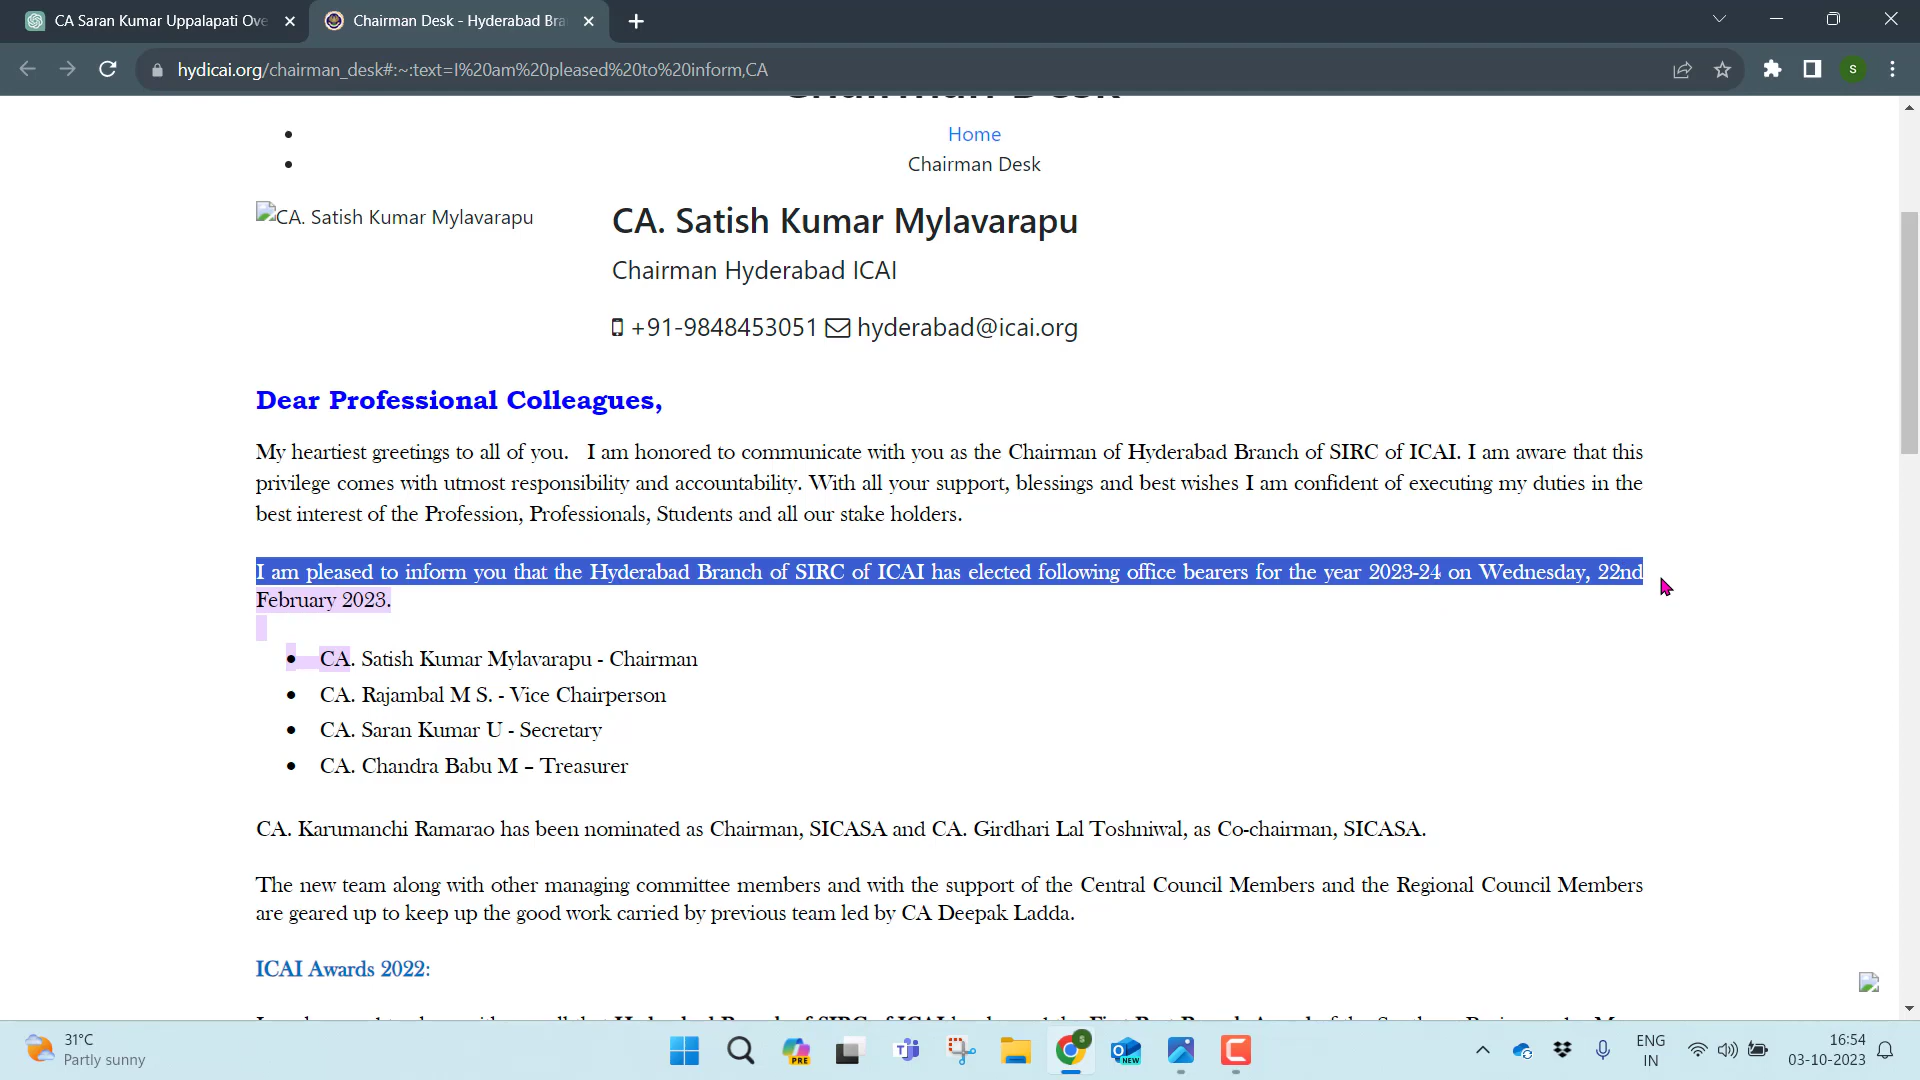 CA Saran Kumar Uppalapati Ove
Chairman Desk - Hyderabad Bra
hydicai.org/chairman_desk#:~:text=I%20am%20pleased%20to%20inform,CA
S
Chairman Desk
Home
Chairman Desk
CA. Satish Kumar Mylavarapu
CA. Satish Kumar Mylavarapu
Chairman Hyderabad ICAI
+91-9848453051 hyderabad@icai.org
Dear Professional Colleagues,
My heartiest greetings to all of you. I am honored to communicate with you as the Chairman of Hyderabad Branch of SIRC of ICAI. I am aware that this
privilege comes with utmost responsibility and accountability. With all your support, blessings and best wishes I am confident of executing my duties in the
best interest of the Profession, Professionals, Students and all our stake holders.
I am pleased to inform you that the Hyderabad Branch of SIRC of ICAI has elected following office bearers for the year 2023-24 on Wednesday, 22nd
February 2023.
• CA. Satish Kumar Mylavarapu - Chairman
• CA. Rajambal M S. - Vice Chairperson
• CA. Saran Kumar U - Secretary
• CA. Chandra Babu M – Treasurer
CA. Karumanchi Ramarao has been nominated as Chairman, SICASA and CA. Girdhari Lal Toshniwal, as Co-chairman, SICASA.
The new team along with other managing committee members and with the support of the Central Council Members and the Regional Council Members
are geared up to keep up the good work carried by previous team led by CA Deepak Ladda.
ICAI Awards 2022:
31°C
Partly sunny
PRE
NEW
ENG
IN
16:54
03-10-2023